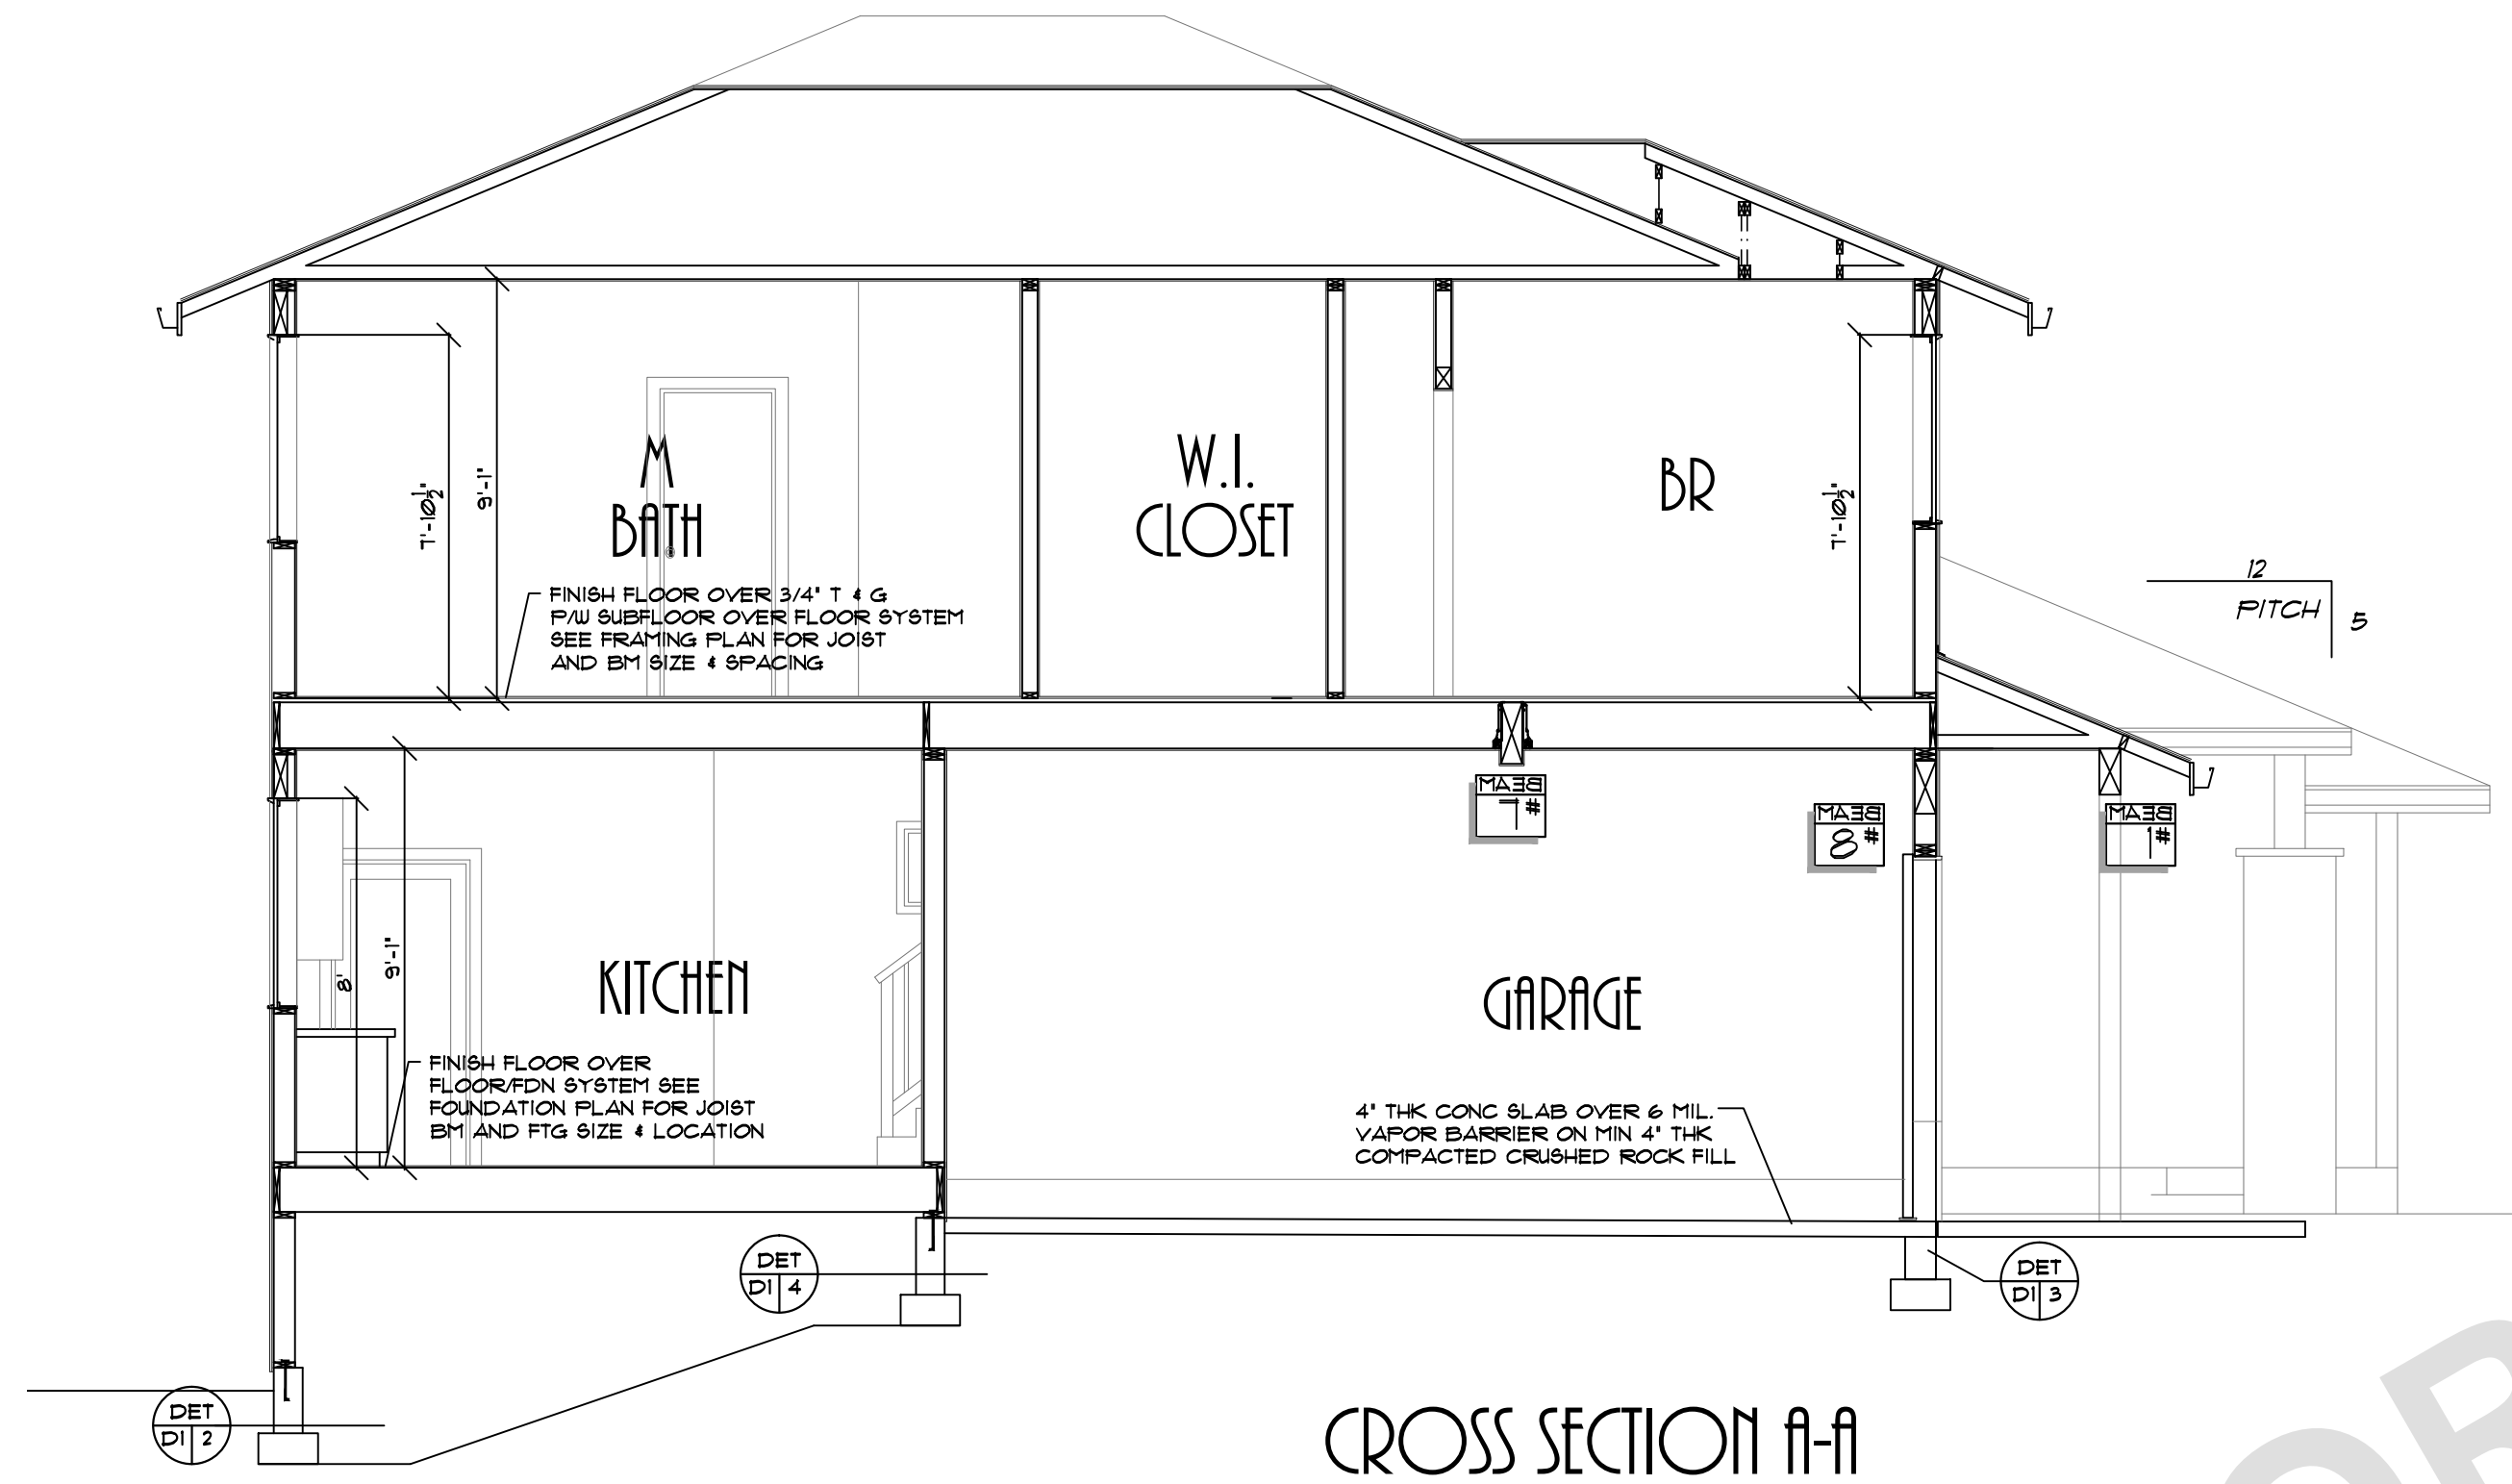 M
BATH
W.I.
CLOSET
BR
7'-10 1/2"
9'-1"
7'-10 1/2"
FINISH FLOOR OVER 3/4" T & G
P/W SUBFLOOR OVER FLOOR SYSTEM
SEE FRAMING PLAN FOR JOIST
AND BM SIZE & SPACING
12
PITCH
5
BEAM
#7
BEAM
#8
BEAM
#1
8'
9'-1"
KITCHEN
GARAGE
FINISH FLOOR OVER
FLOOR/FDN SYSTEM SEE
FOUNDATION PLAN FOR JOIST
BM AND FTG SIZE & LOCATION
4" THK CONC SLAB OVER 6 MIL.
VAPOR BARRIER ON MIN 4" THK
COMPACTED CRUSHED ROCK FILL
DET
D1 4
DET
D1 3
DET
D1 2
CROSS SECTION A-A